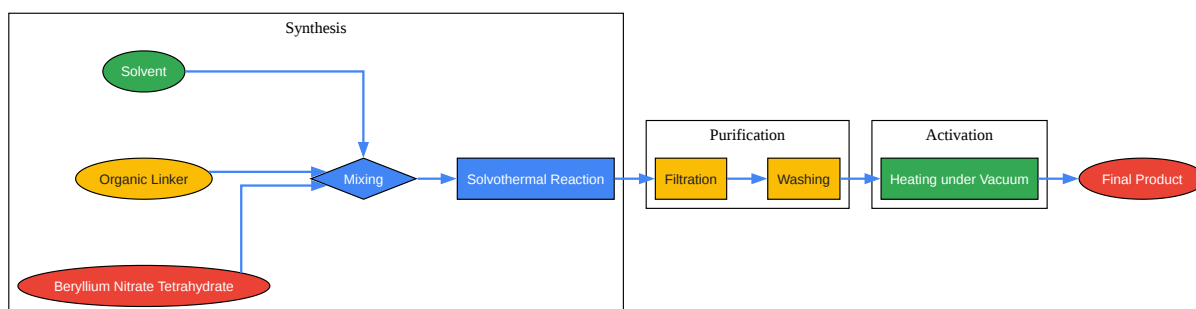 Synthesis
Solvent
Organic Linker
Beryllium Nitrate Tetrahydrate
Mixing
Solvothermal Reaction
Purification
Filtration
Washing
Activation
Heating under Vacuum
Final Product